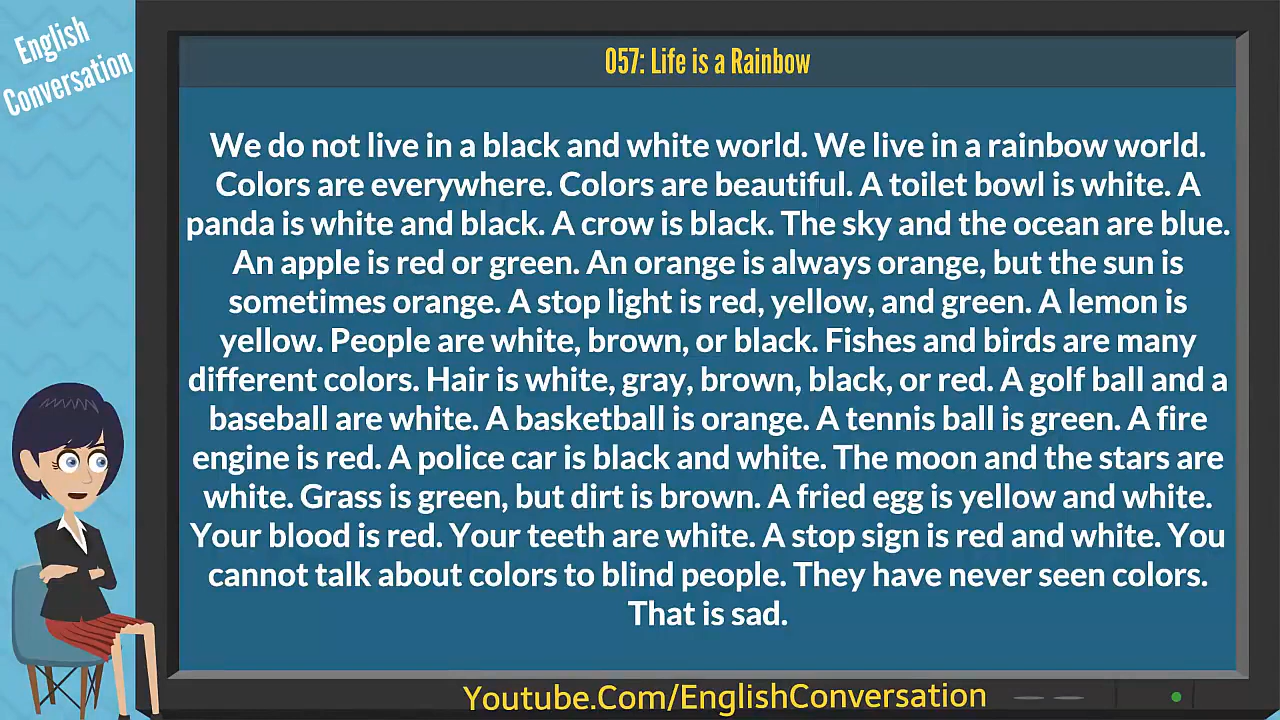 English
Conversation
057: Life is a Rainbow
We do not live in a black and white world. We live in a rainbow world.
Colors are everywhere. Colors are beautiful. A toilet bowl is white. A
panda is white and black. A crow is black. The sky and the ocean are blue.
An apple is red or green. An orange is always orange, but the sun is
sometimes orange. A stop light is red, yellow, and green. A lemon is
yellow. People are white, brown, or black. Fishes and birds are many
different colors. Hair is white, gray, brown, black, or red. A golf ball and a
baseball are white. A basketball is orange. A tennis ball is green. A fire
engine is red. A police car is black and white. The moon and the stars are
white. Grass is green, but dirt is brown. A fried egg is yellow and white.
Your blood is red. Your teeth are white. A stop sign is red and white. You
cannot talk about colors to blind people. They have never seen colors.
That is sad.
Youtube.Com/EnglishConversation